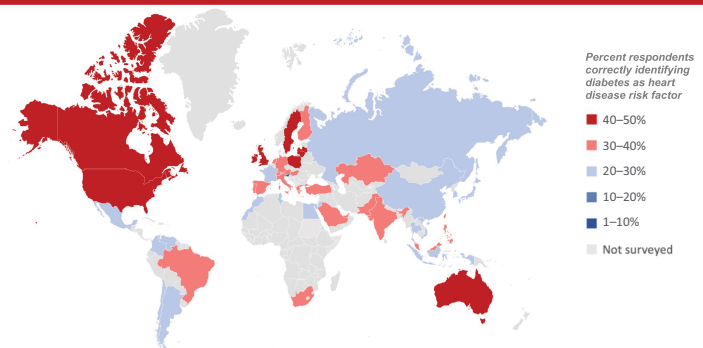 Percent respondents
correctly identifying
diabetes as heart
disease risk factor
40–50%
30–40%
20–30%
10–20%
1–10%
Not surveyed